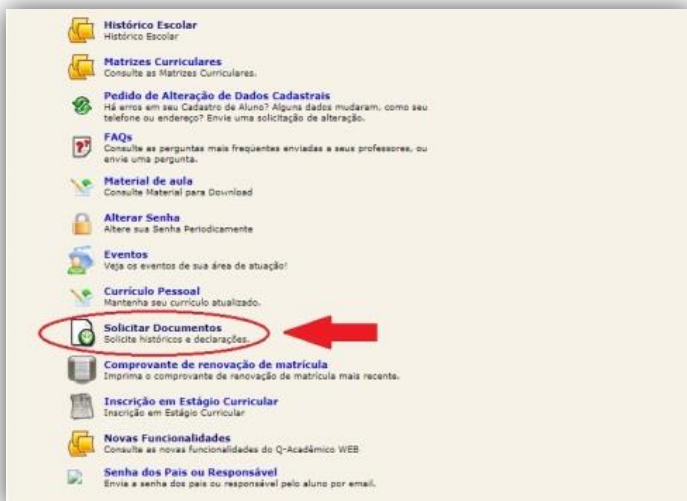 Histórico Escolar
Histórico Escolar
Matrizes Curriculares
Consulte as Matrizes Curriculares.
Pedido de Alteração de Dados Cadastrais
Há erros em seu Cadastro de Aluno? Alguns dados mudaram, como seu
telefone ou endereço? Envie uma solicitação de alteração.
FAQs
Consulte as perguntas mais freqüentes enviadas a seus professores, ou
envie uma pergunta.
Material de aula
Consulte Material para Download
Alterar Senha
Altere sua Senha Periodicamente
Eventos
Veja os eventos de sua área de atuação!
Currículo Pessoal
Mantenha seu currículo atualizado.
Solicitar Documentos
Solicite históricos e declarações.
Comprovante de renovação de matrícula
Imprima o comprovante de renovação de matrícula mais recente.
Inscrição em Estágio Curricular
Inscrição em Estágio Curricular
Novas Funcionalidades
Consulte as novas funcionalidades do Q-Acadêmico WEB
Senha dos Pais ou Responsável
Envia a senha dos pais ou responsável pelo aluno por email.